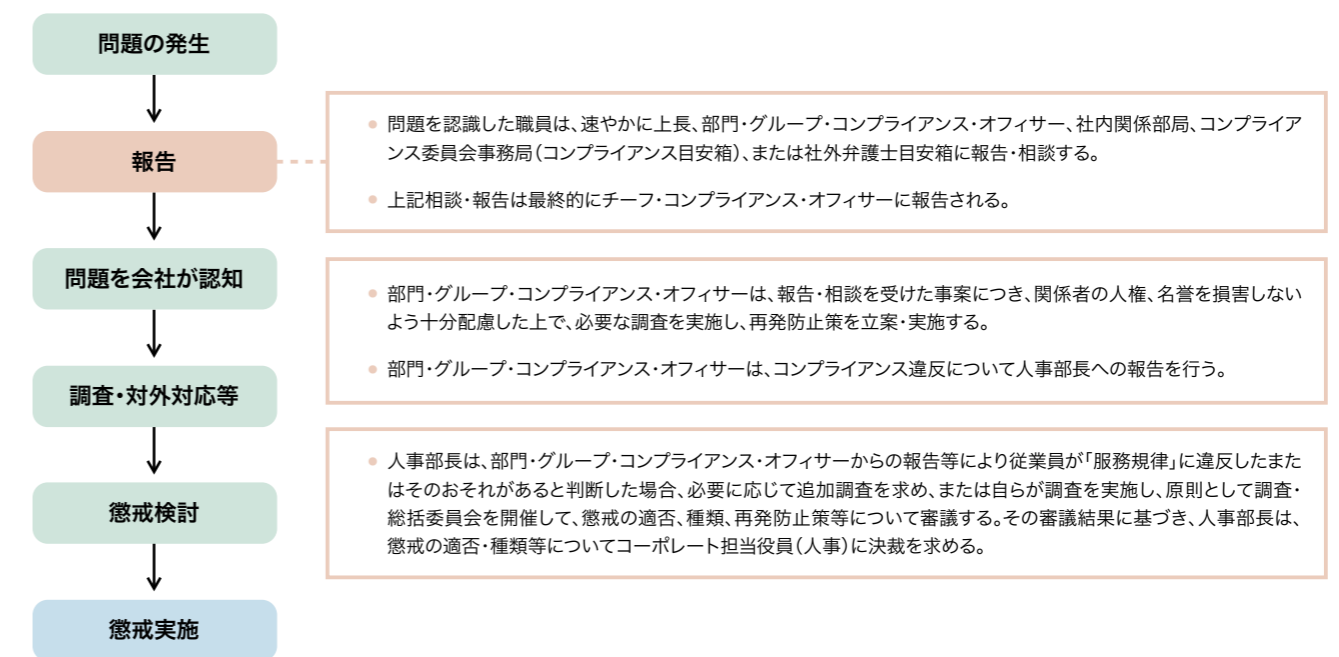 問題の発生
報告
● 問題を認識した職員は、速やかに上長、部門・グループ・コンプライアンス・オフィサー、社内関係部局、コンプライア
ンス委員会事務局（コンプライアンス目安箱）、または社外弁護士目安箱に報告・相談する。
● 上記相談・報告は最終的にチーフ・コンプライアンス・オフィサーに報告される。
問題を会社が認知
● 部門・グループ・コンプライアンス・オフィサーは、報告・相談を受けた事案につき、関係者の人権、名誉を損害しない
よう十分配慮した上で、必要な調査を実施し、再発防止策を立案・実施する。
● 部門・グループ・コンプライアンス・オフィサーは、コンプライアンス違反について人事部長への報告を行う。
調査・対外対応等
懲戒検討
● 人事部長は、部門・グループ・コンプライアンス・オフィサーからの報告等により従業員が「服務規律」に違反したまた
はそのおそれがあると判断した場合、必要に応じて追加調査を求め、または自らが調査を実施し、原則として調査・
総括委員会を開催して、懲戒の適否、種類、再発防止策等について審議する。その審議結果に基づき、人事部長は、
懲戒の適否・種類等についてコーポレート担当役員（人事）に決裁を求める。
懲戒実施